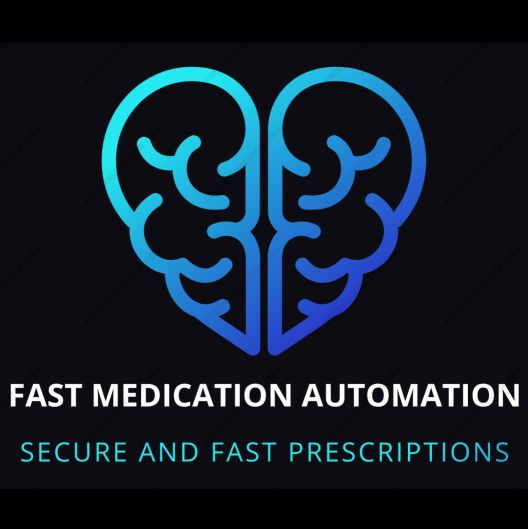 FAST MEDICATION AUTOMATION
SECURE AND FAST PRESCRIPTIONS